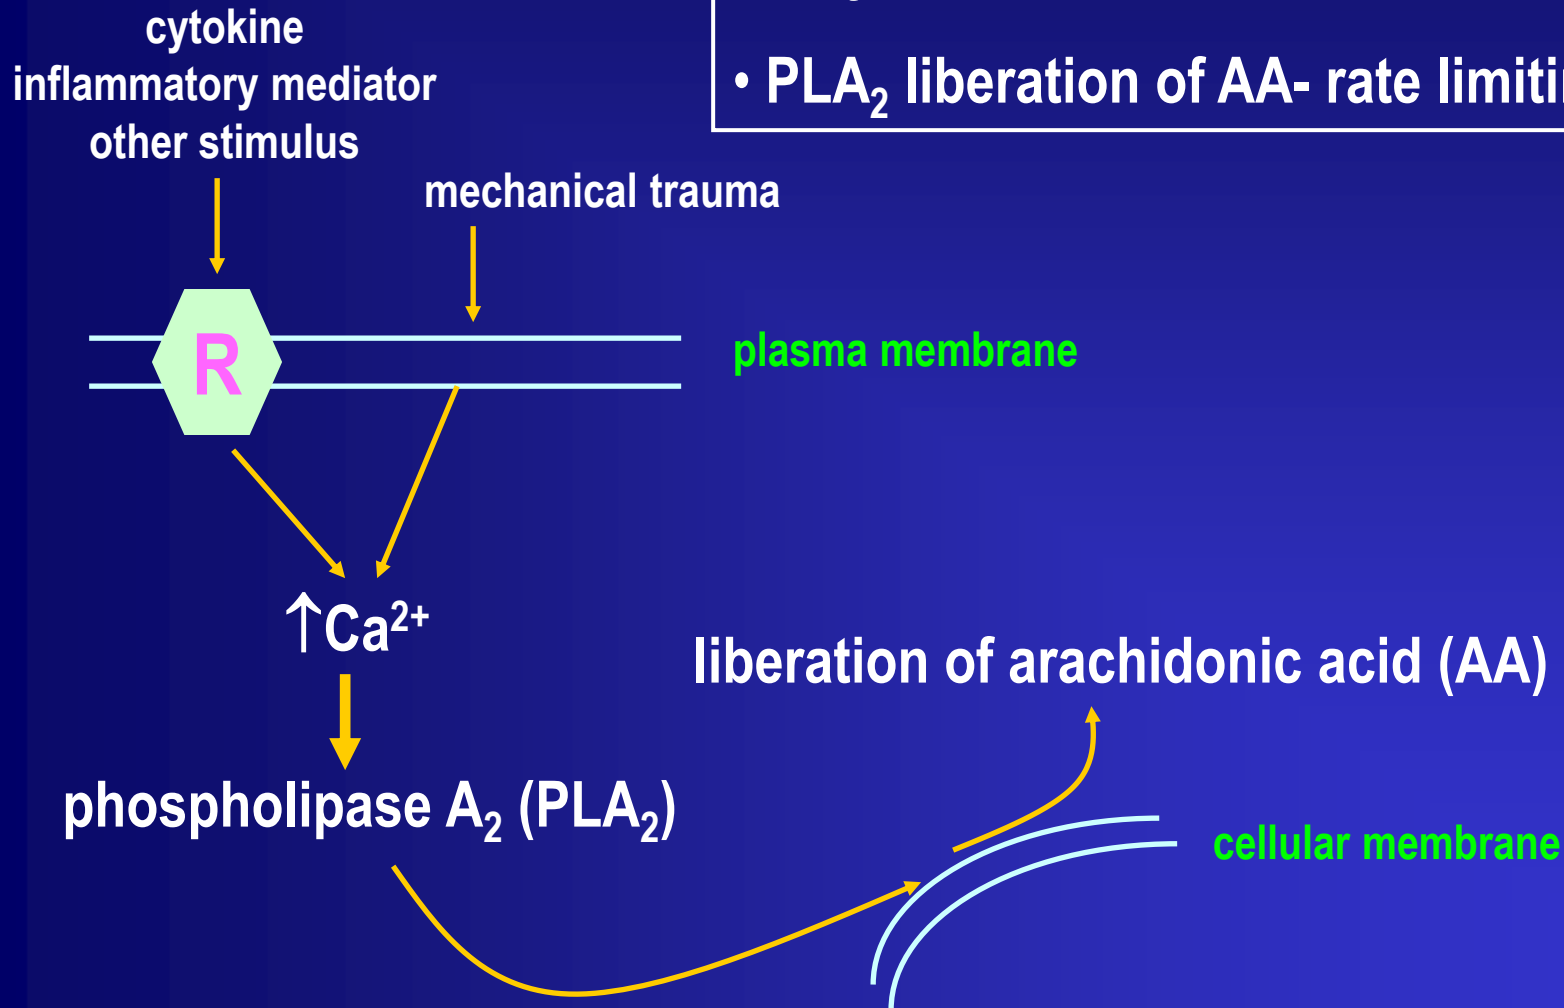 cytokine
inflammatory mediator
other stimulus
• PLA₂ liberation of AA- rate
mechanical trauma
R
plasma membrane
↑Ca²⁺
liberation of arachidonic acid (AA)
phospholipase A₂ (PLA₂)
cellular membrane